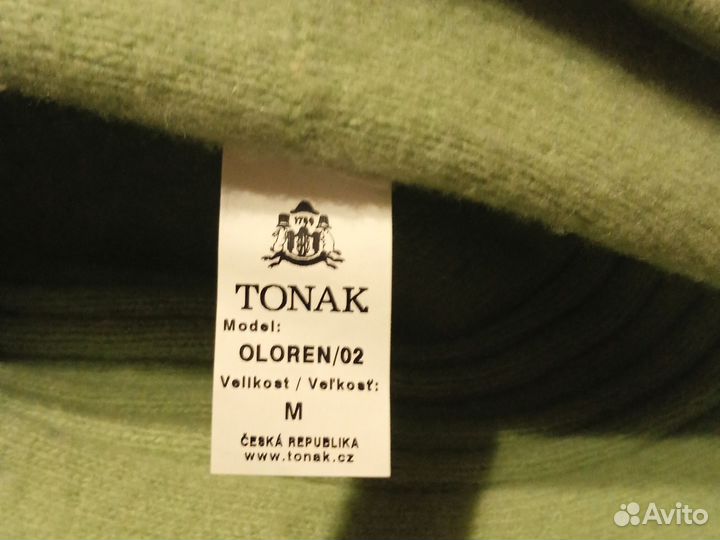 1799
TONAK
Model:
OLOREN/02
Velikost / Veľkosť:
M
ČESKÁ REPUBLIKA
www.tonak.cz
Avito